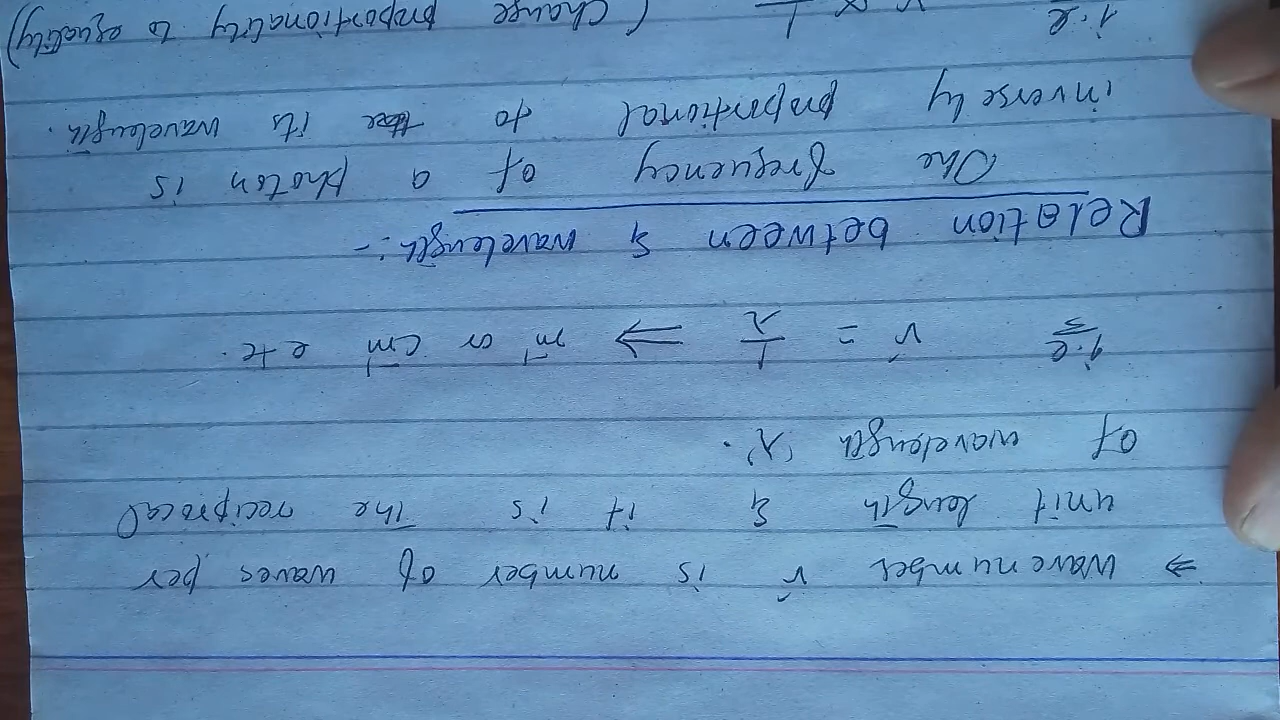 ⇒ wavenumber v̄ is number of waves per
unit length & it is the reciprocal
of wavelength 'λ'.
i.e v̄ = 1/λ ⇒ m⁻¹ or cm⁻¹ etc.
Relation between & wavelength:-
The frequency of a photon is
inversely proportional to the its wavelength.
i.e v ∝ 1 (Change proportionality to equality)